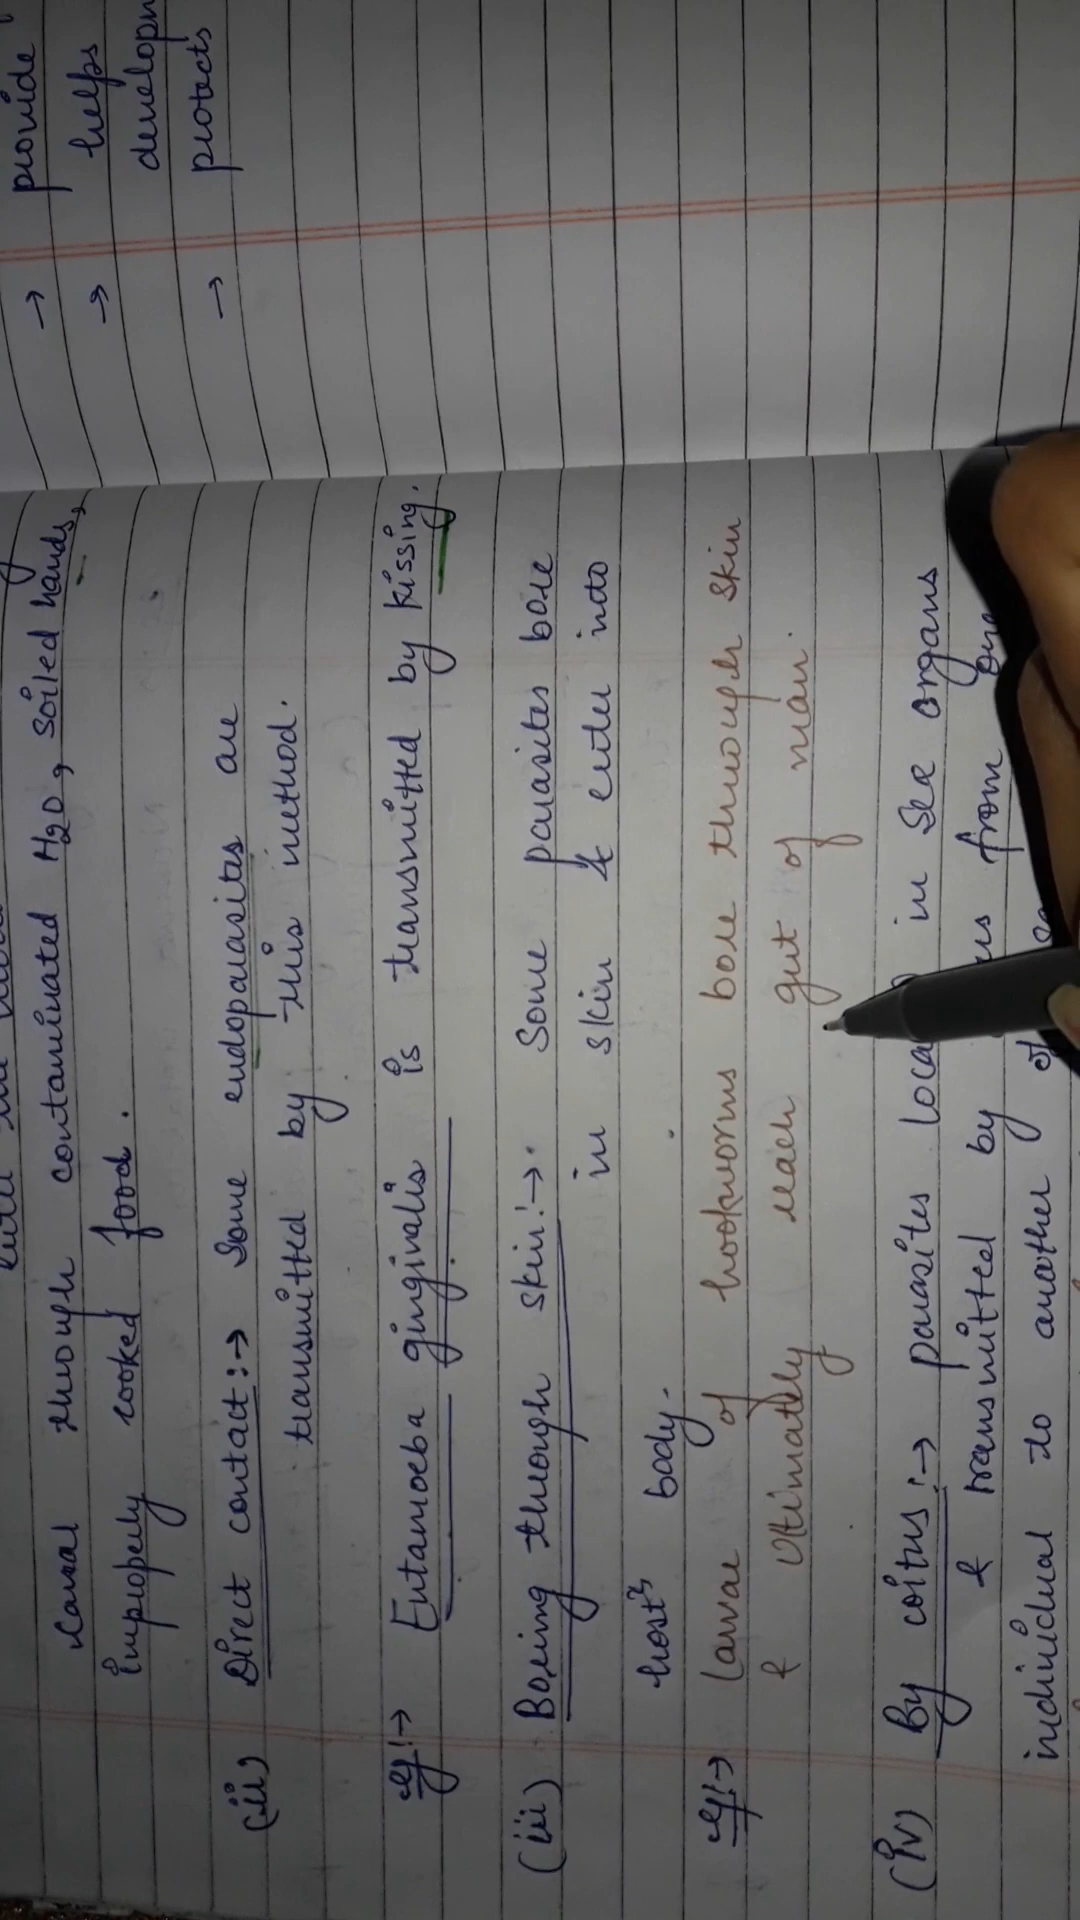 canal through contaminated H2O, soiled hands,
improperly cooked food.
(ii) Direct contact :→ Some endoparasites are
transmitted by this method.
eg:→ Entamoeba gingivalis is transmitted by kissing.
(iii) Boring through skin:→ Some parasites bore
in skin & enter into
host's body.
eg:→ Larvae of hookworms bore through skin
& Ultimately reach gut of man.
(iv) By coitus:→ parasites in Sex organs
& transmitted by from one
individual to another of
→ provide
→ helps
→ protects